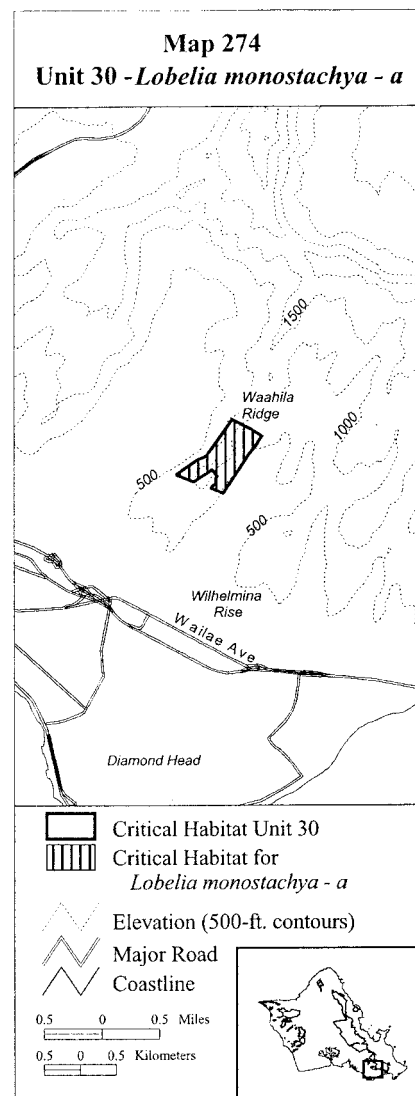 Map 274
Unit 30 - Lobelia monostachya - a
1500
Waahila
Ridge
1000
500
500
Wilhelmina
Rise
Wailae Ave
Diamond Head
Critical Habitat Unit 30
Critical Habitat for
Lobelia monostachya - a
Elevation (500-ft. contours)
Major Road
Coastline
0.5 0 0.5 Miles
0.5 0 0.5 Kilometers